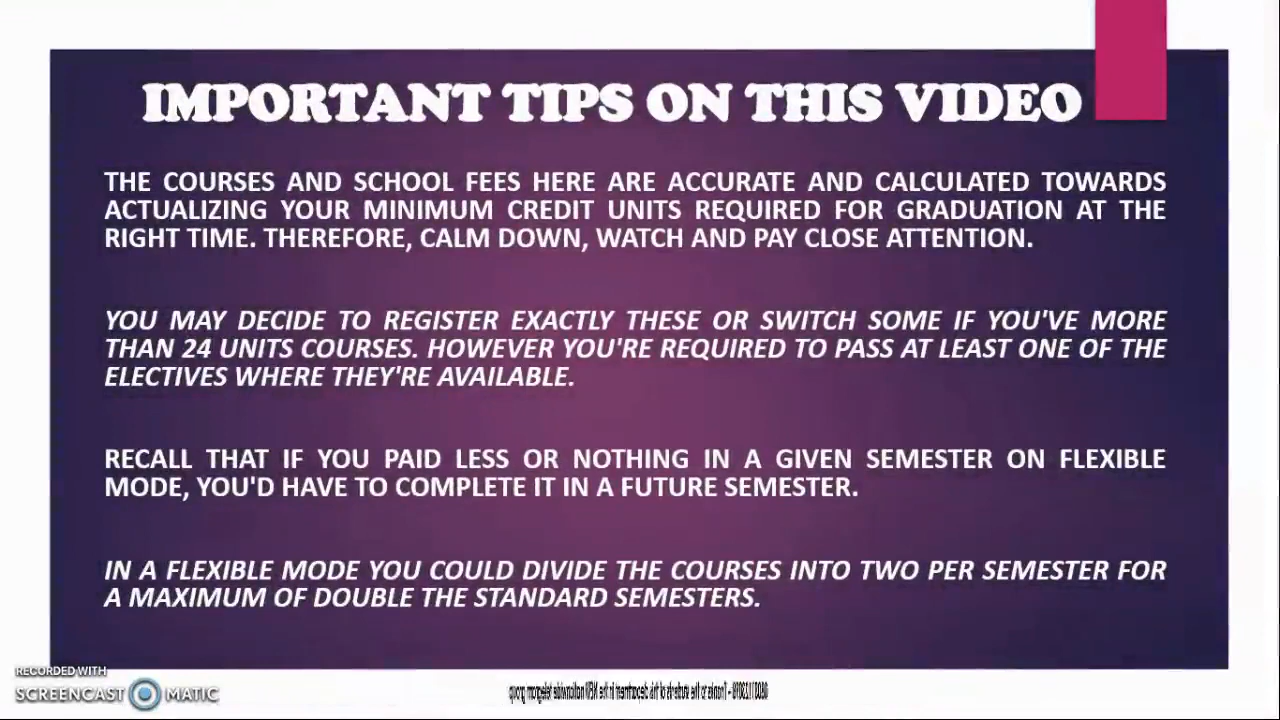 IMPORTANT TIPS ON THIS VIDEO
THE COURSES AND SCHOOL FEES HERE ARE ACCURATE AND CALCULATED TOWARDS
ACTUALIZING YOUR MINIMUM CREDIT UNITS REQUIRED FOR GRADUATION AT THE
RIGHT TIME. THEREFORE, CALM DOWN, WATCH AND PAY CLOSE ATTENTION.
YOU MAY DECIDE TO REGISTER EXACTLY THESE OR SWITCH SOME IF YOU'VE MORE
THAN 24 UNITS COURSES. HOWEVER YOU'RE REQUIRED TO PASS AT LEAST ONE OF THE
ELECTIVES WHERE THEY'RE AVAILABLE.
RECALL THAT IF YOU PAID LESS OR NOTHING IN A GIVEN SEMESTER ON FLEXIBLE
MODE, YOU'D HAVE TO COMPLETE IT IN A FUTURE SEMESTER.
IN A FLEXIBLE MODE YOU COULD DIVIDE THE COURSES INTO TWO PER SEMESTER FOR
A MAXIMUM OF DOUBLE THE STANDARD SEMESTERS.
RECORDED WITH
SCREENCAST MATIC